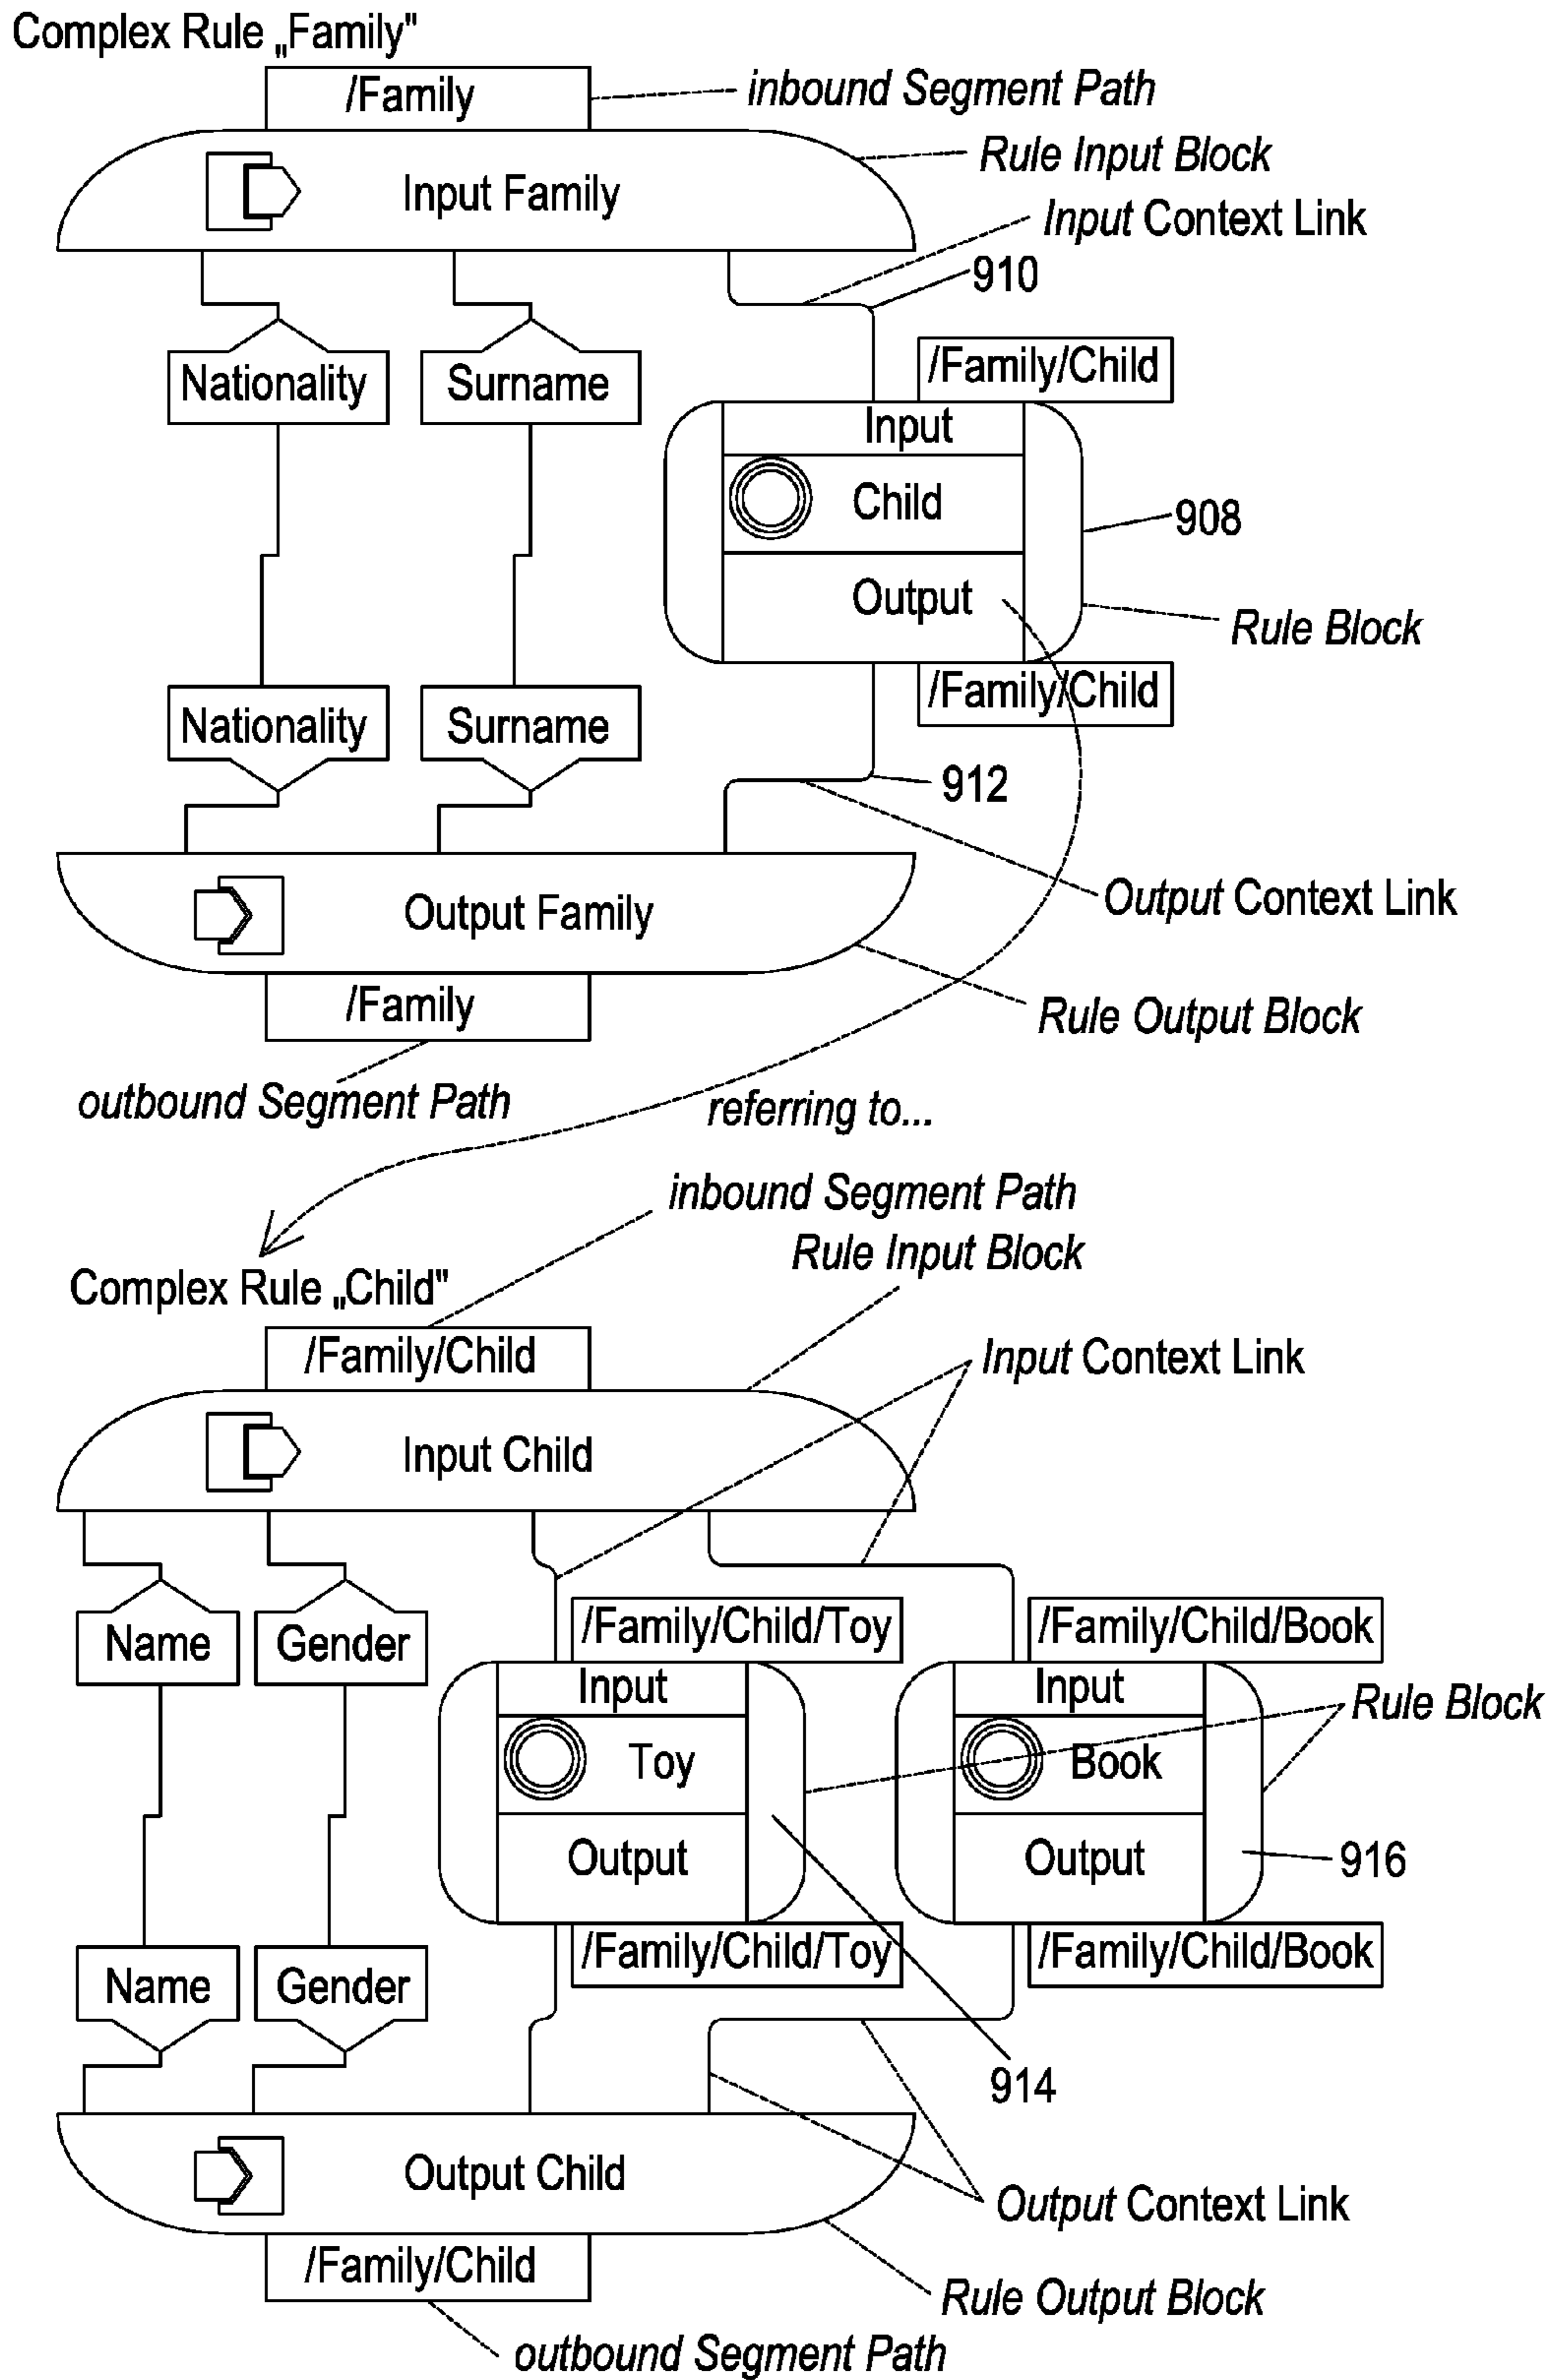 Complex Rule „Family"
/Family
inbound Segment Path
Rule Input Block
Input Family
Input Context Link
910
/Family/Child
Nationality
Surname
Input
Child
908
Output
Rule Block
/Family/Child
Nationality
Surname
912
Output Context Link
Output Family
/Family
Rule Output Block
outbound Segment Path
referring to...
inbound Segment Path
Rule Input Block
Complex Rule „Child"
/Family/Child
Input Context Link
Input Child
/Family/Child/Toy
/Family/Child/Book
Name
Gender
Input
Input
Rule Block
Toy
Book
Output
Output
916
/Family/Child/Toy
/Family/Child/Book
Name
Gender
914
Output Child
Output Context Link
/Family/Child
Rule Output Block
outbound Segment Path